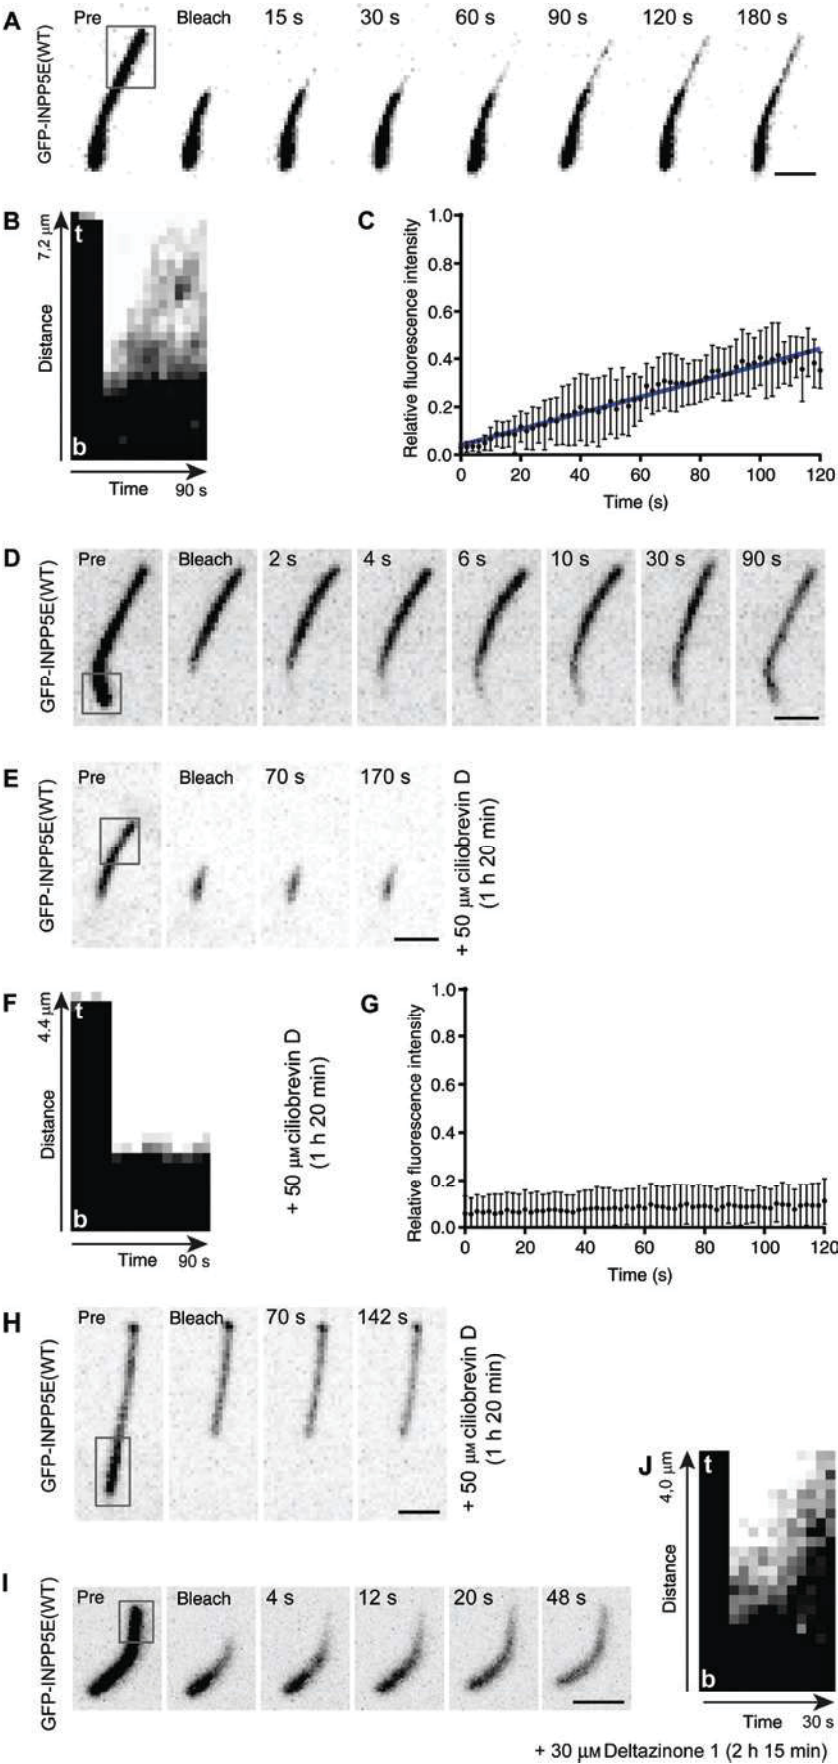 A
Pre Bleach 15 s 30 s 60 s 90 s 120 s 180 s
GFP-INPP5E(WT)
B
t
b
7,2 µm
Distance
Time 90 s
C
Relative fluorescence intensity
1.0
0.8
0.6
0.4
0.2
0.0
0 20 40 60 80 100 120
Time (s)
D
Pre Bleach 2 s 4 s 6 s 10 s 30 s 90 s
GFP-INPP5E(WT)
E
Pre Bleach 70 s 170 s
GFP-INPP5E(WT)
+ 50 µM ciliobrevin D
(1 h 20 min)
F
t
b
4.4 µm
Distance
Time 90 s
+ 50 µM ciliobrevin D
(1 h 20 min)
G
Relative fluorescence intensity
1.0
0.8
0.6
0.4
0.2
0.0
0 20 40 60 80 100 120
Time (s)
H
Pre Bleach 70 s 142 s
GFP-INPP5E(WT)
+ 50 µM ciliobrevin D
(1 h 20 min)
I
Pre Bleach 4 s 12 s 20 s 48 s
GFP-INPP5E(WT)
J
t
b
4,0 µm
Distance
Time 30 s
+ 30 µM Deltazinone 1 (2 h 15 min)